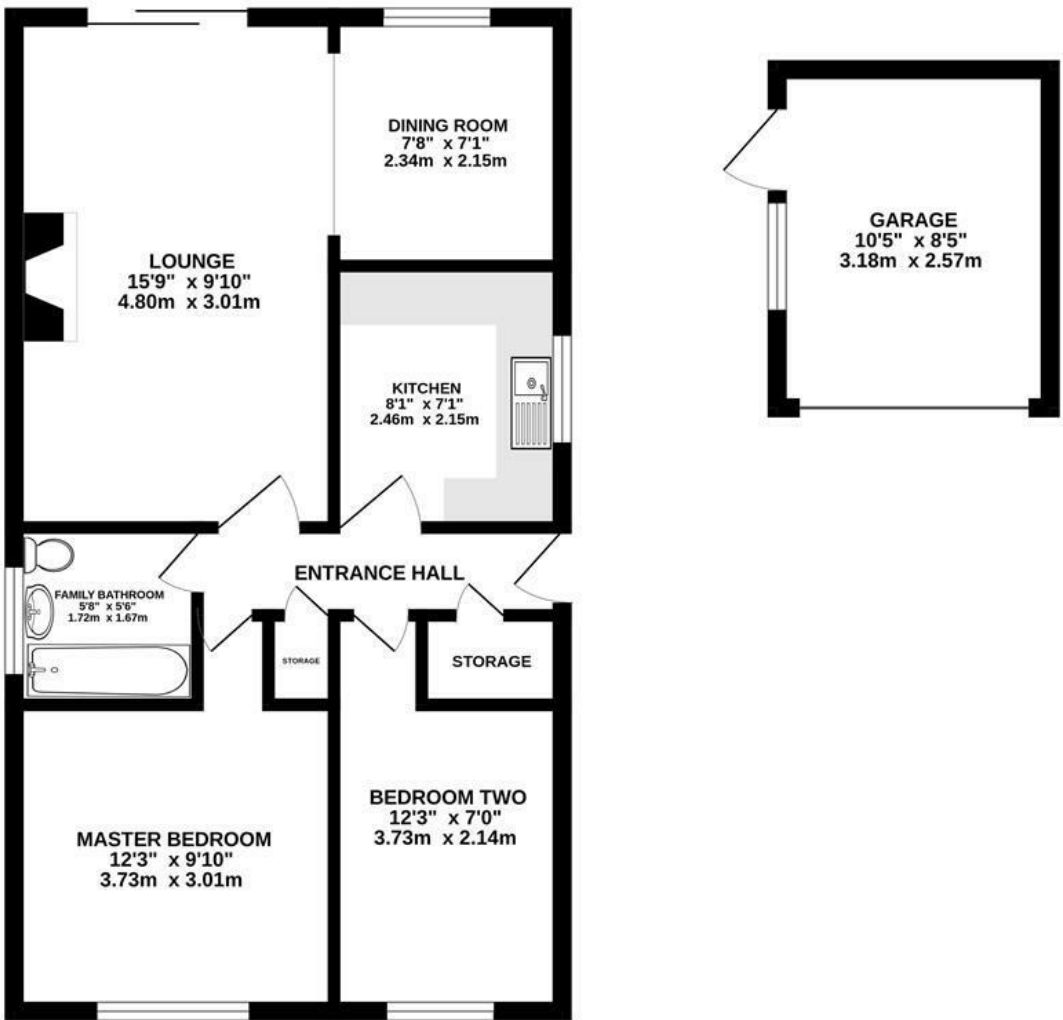 DINING ROOM
7'8" x 7'1"
2.34m x 2.15m
GARAGE
10'5" x 8'5"
3.18m x 2.57m
LOUNGE
15'9" x 9'10"
4.80m x 3.01m
KITCHEN
8'1" x 7'1"
2.46m x 2.15m
ENTRANCE HALL
FAMILY BATHROOM
5'8" x 5'6"
1.72m x 1.67m
STORAGE
STORAGE
MASTER BEDROOM
12'3" x 9'10"
3.73m x 3.01m
BEDROOM TWO
12'3" x 7'0"
3.73m x 2.14m